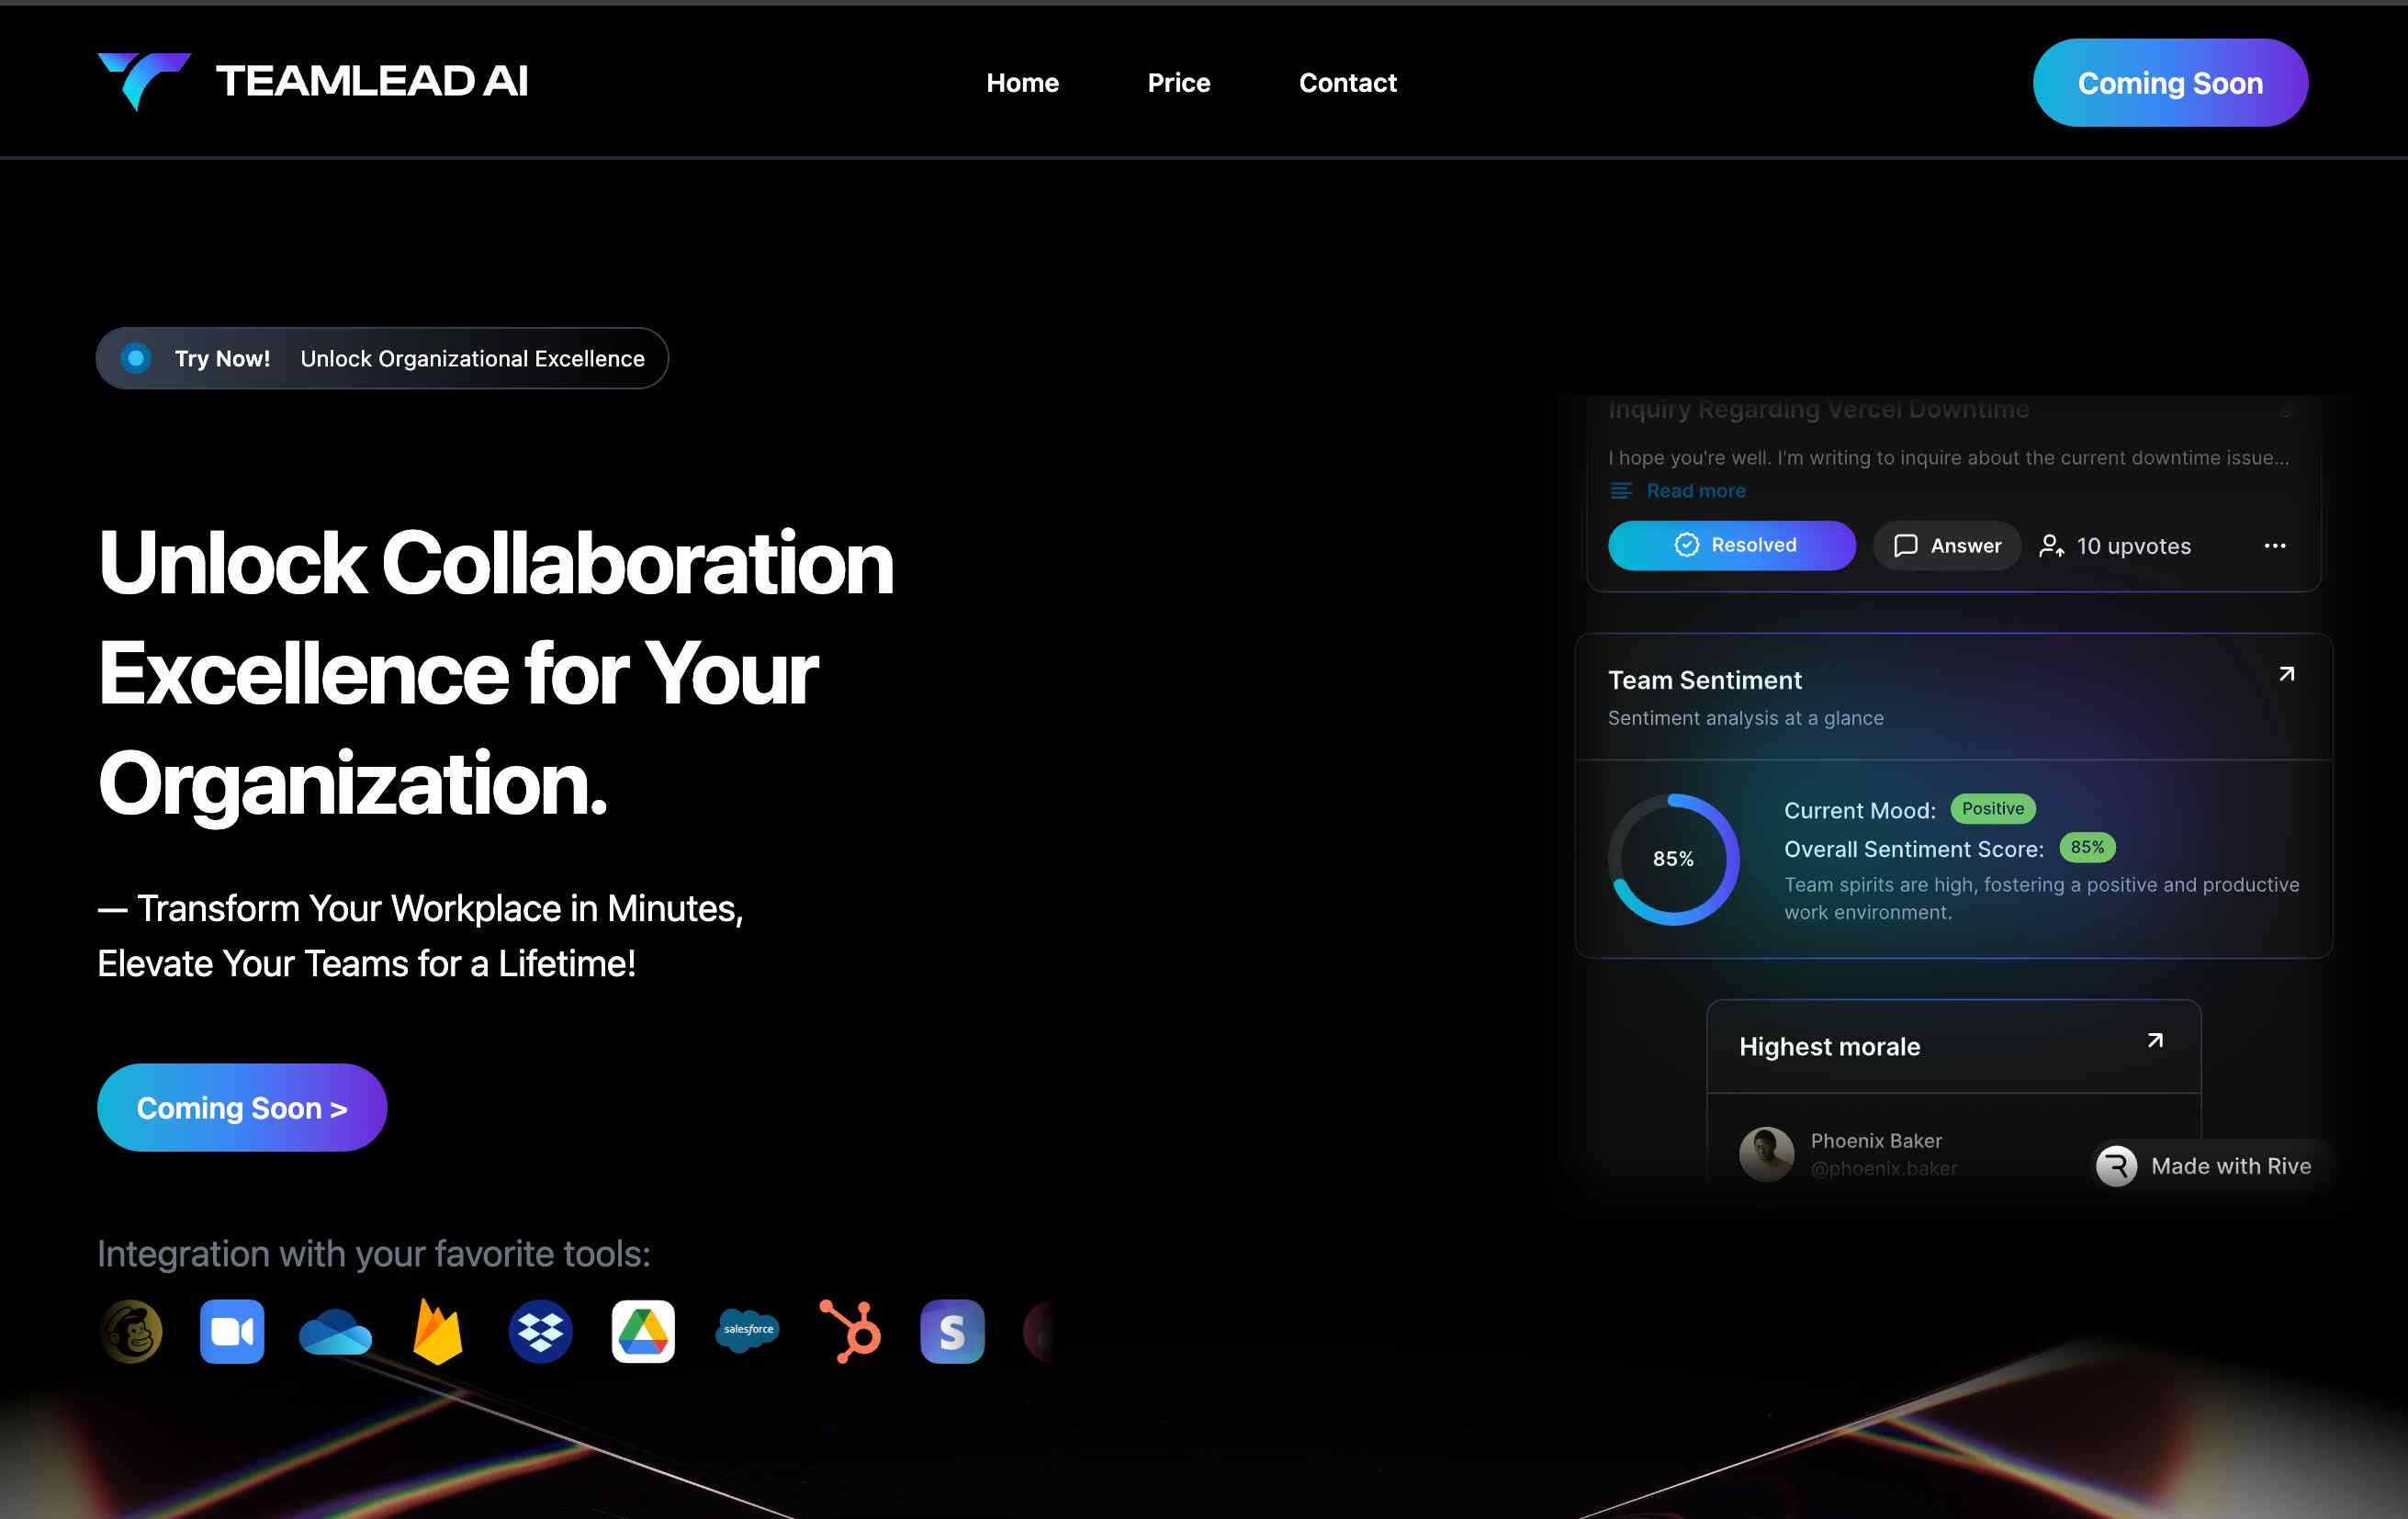 TEAMLEAD AI
Home
Price
Contact
Coming Soon
Try Now! Unlock Organizational Excellence
Unlock Collaboration
Excellence for Your
Organization.
— Transform Your Workplace in Minutes,
Elevate Your Teams for a Lifetime!
Coming Soon >
Integration with your favorite tools:
salesforce
S
Inquiry Regarding Vercel Downtime
I hope you're well. I'm writing to inquire about the current downtime issue...
Read more
Resolved
Answer
10 upvotes
Team Sentiment
Sentiment analysis at a glance
85%
Current Mood: Positive
Overall Sentiment Score: 85%
Team spirits are high, fostering a positive and productive
work environment.
Highest morale
Phoenix Baker
@phoenix.baker
Made with Rive